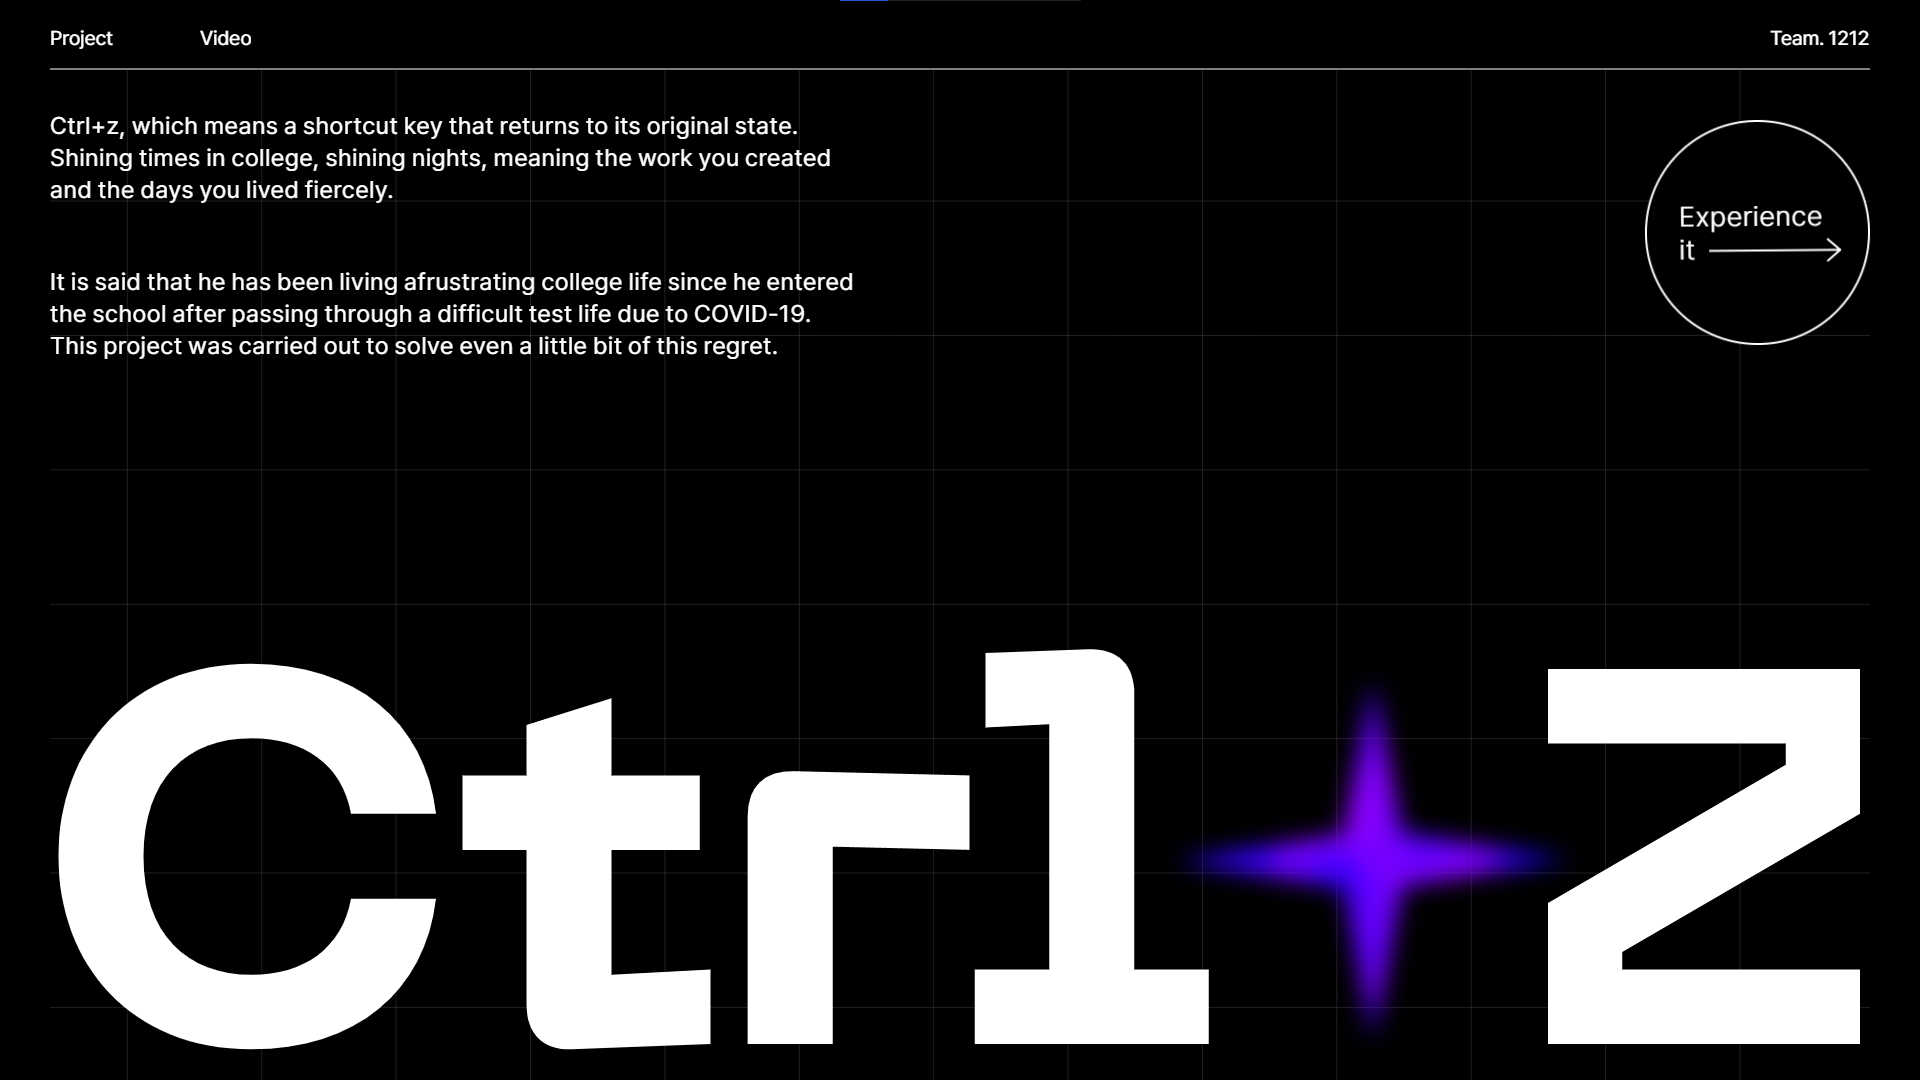 Project Video Team. 1212
Ctrl+z, which means a shortcut key that returns to its original state.
Shining times in college, shining nights, meaning the work you created
and the days you lived fiercely.
It is said that he has been living afrustrating college life since he entered
the school after passing through a difficult test life due to COVID-19.
This project was carried out to solve even a little bit of this regret.
Experience
it
Ctrl+Z